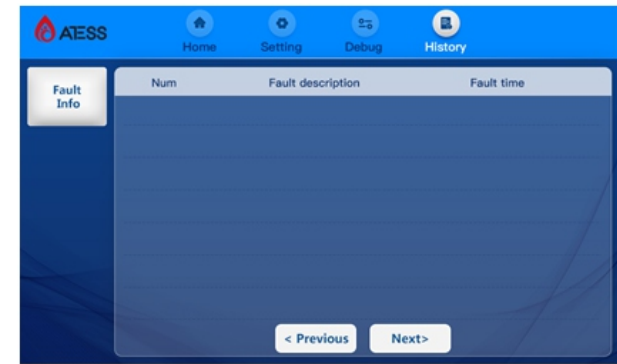 ATESS
Home Setting Debug History
Fault
Info
Num Fault description Fault time
< Previous Next>